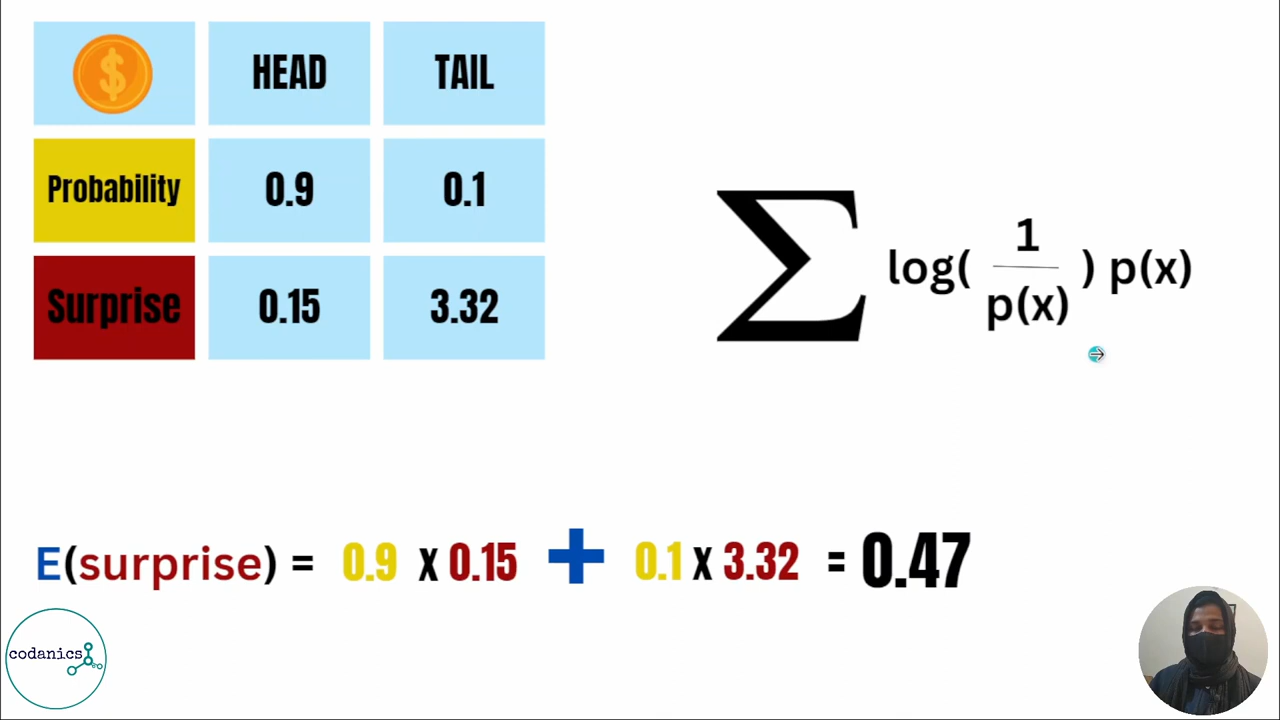 $ HEAD TAIL
Probability 0.9 0.1
Surprise 0.15 3.32
∑ log( 1 / p(x) ) p(x)
E(surprise) = 0.9 x 0.15 + 0.1 x 3.32 = 0.47
codanics